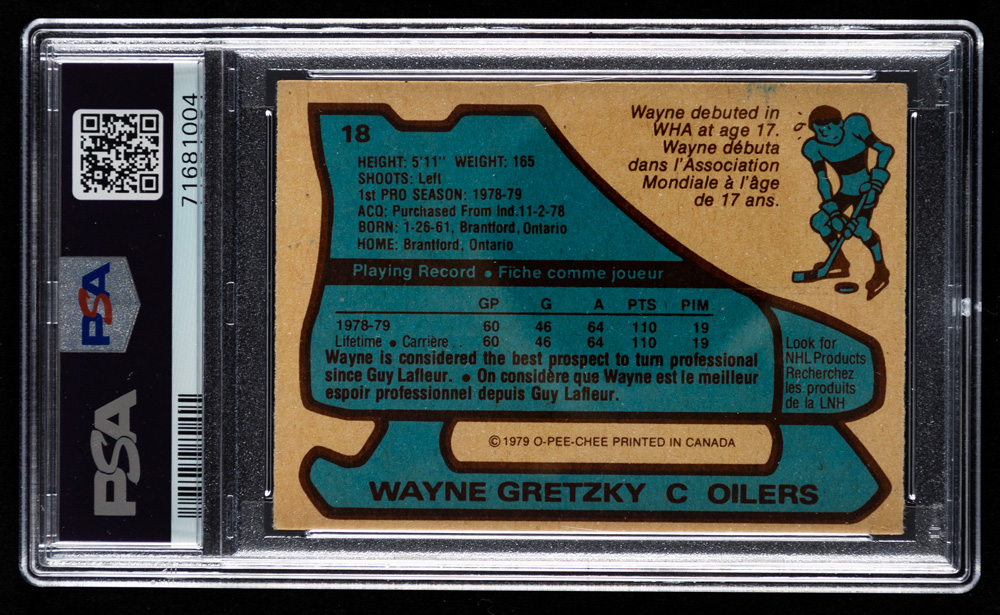 71681004
PSA
PSA
18
HEIGHT: 5'11" WEIGHT: 165
SHOOTS: Left
1st PRO SEASON: 1978-79
ACQ: Purchased From Ind.11-2-78
BORN: 1-26-61, Brantford, Ontario
HOME: Brantford, Ontario
Wayne debuted in
WHA at age 17.
Wayne débuta
dans l'Association
Mondiale à l'âge
de 17 ans.
Playing Record • Fiche comme joueur
GP G A PTS PIM
1978-79 60 46 64 110 19
Lifetime • Carrière .. 60 46 64 110 19
Wayne is considered the best prospect to turn professional
since Guy Lafleur. • On considère que Wayne est le meilleur
espoir professionnel depuis Guy Lafleur.
Look for
NHL Products
Recherchez
les produits
de la LNH
© 1979 O-PEE-CHEE PRINTED IN CANADA
WAYNE GRETZKY C OILERS